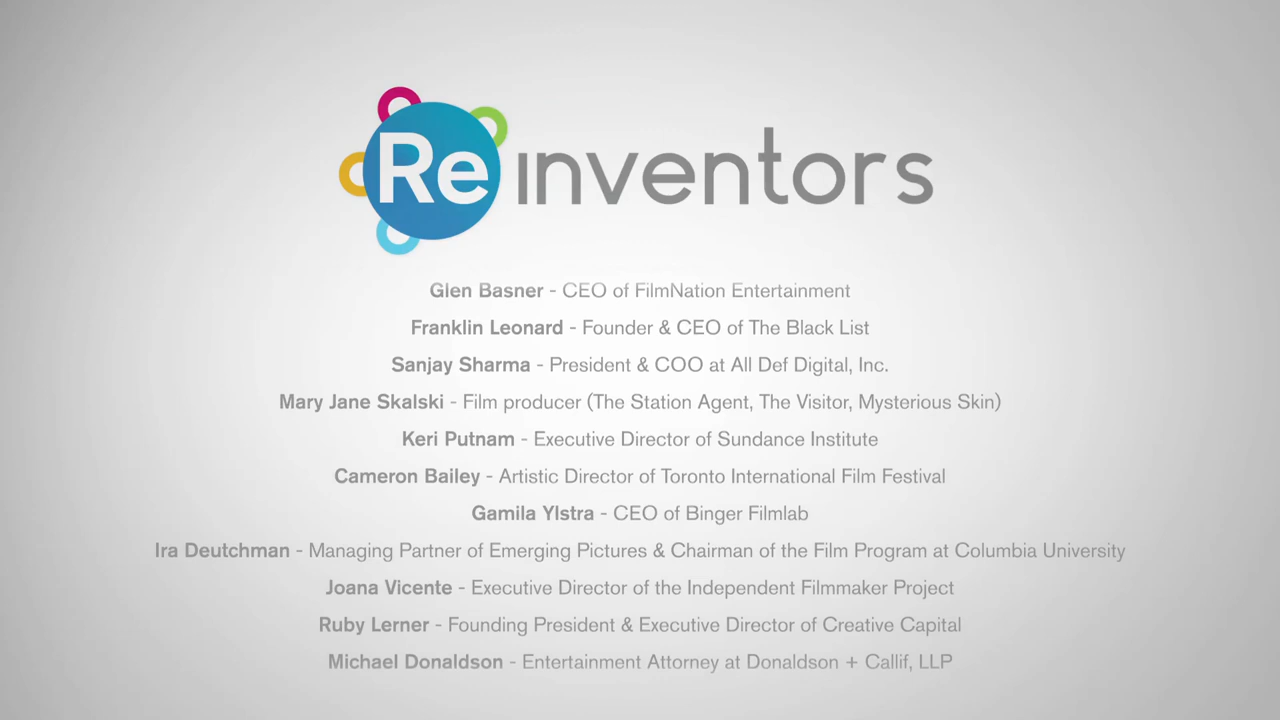 Reinventors
Glen Basner - CEO of FilmNation Entertainment
Franklin Leonard - Founder & CEO of The Black List
Sanjay Sharma - President & COO at All Def Digital, Inc.
Mary Jane Skalski - Film producer (The Station Agent, The Visitor, Mysterious Skin)
Keri Putnam - Executive Director of Sundance Institute
Cameron Bailey - Artistic Director of Toronto International Film Festival
Gamila Ylstra - CEO of Binger Filmlab
Ira Deutchman - Managing Partner of Emerging Pictures & Chairman of the Film Program at Columbia University
Joana Vicente - Executive Director of the Independent Filmmaker Project
Ruby Lerner - Founding President & Executive Director of Creative Capital
Michael Donaldson - Entertainment Attorney at Donaldson + Callif, LLP